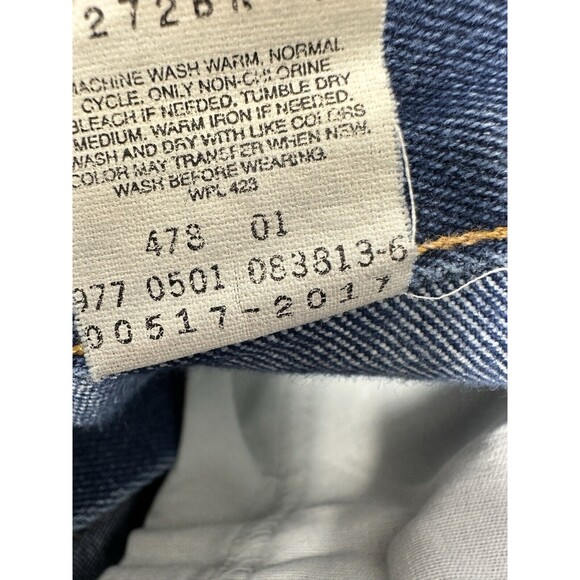 MACHINE WASH WARM, NORMAL
CYCLE. ONLY NON-CHLORINE
BLEACH IF NEEDED. TUMBLE DRY
MEDIUM. WARM IRON IF NEEDED.
WASH AND DRY WITH LIKE COLORS
COLOR MAY TRANSFER WHEN NEW.
WASH BEFORE WEARING.
WPL 423
478 01
977 0501 083813-6
00517-2017